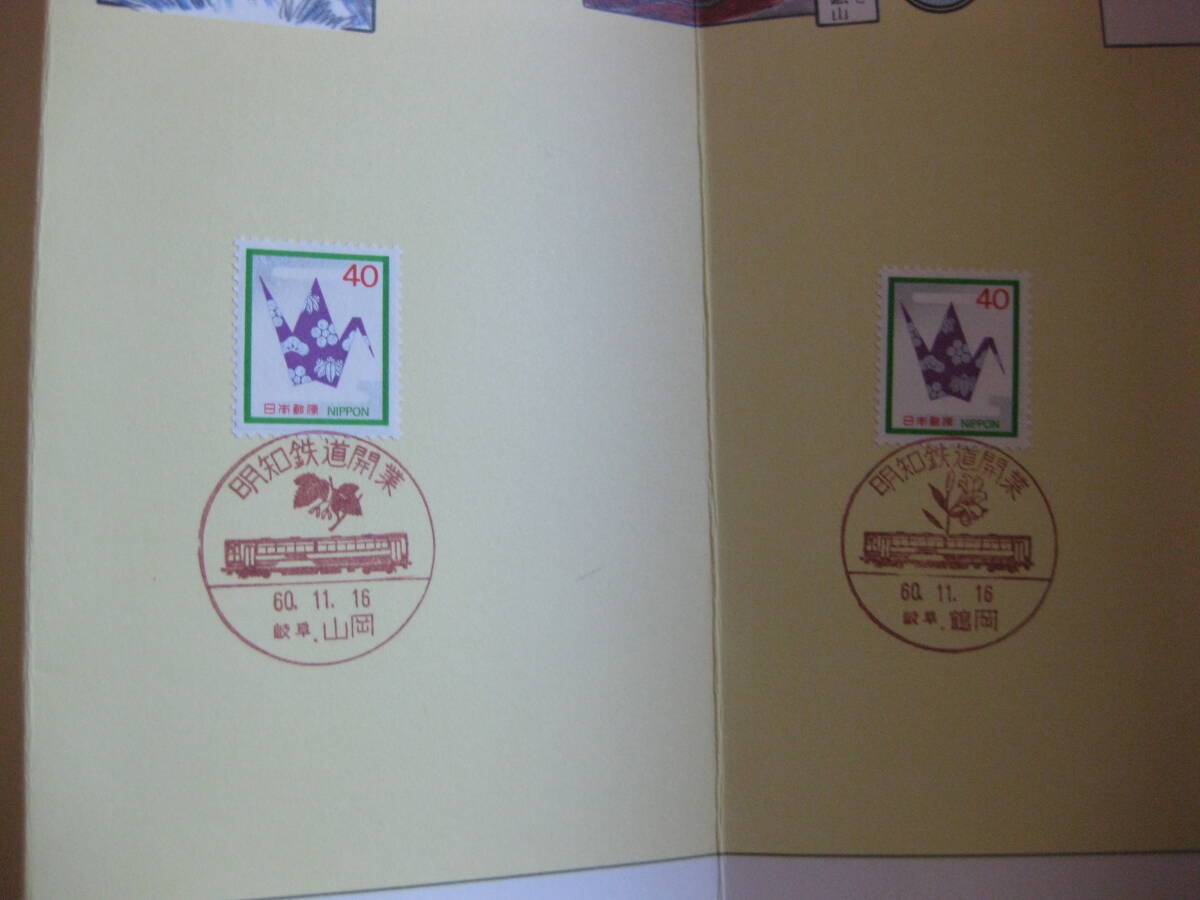 山
40
日本郵便 NIPPON
明知鉄道開業
60. 11. 16
岐阜.山岡
40
日本郵便 NIPPON
明知鉄道開業
60. 11. 16
岐阜.鶴岡